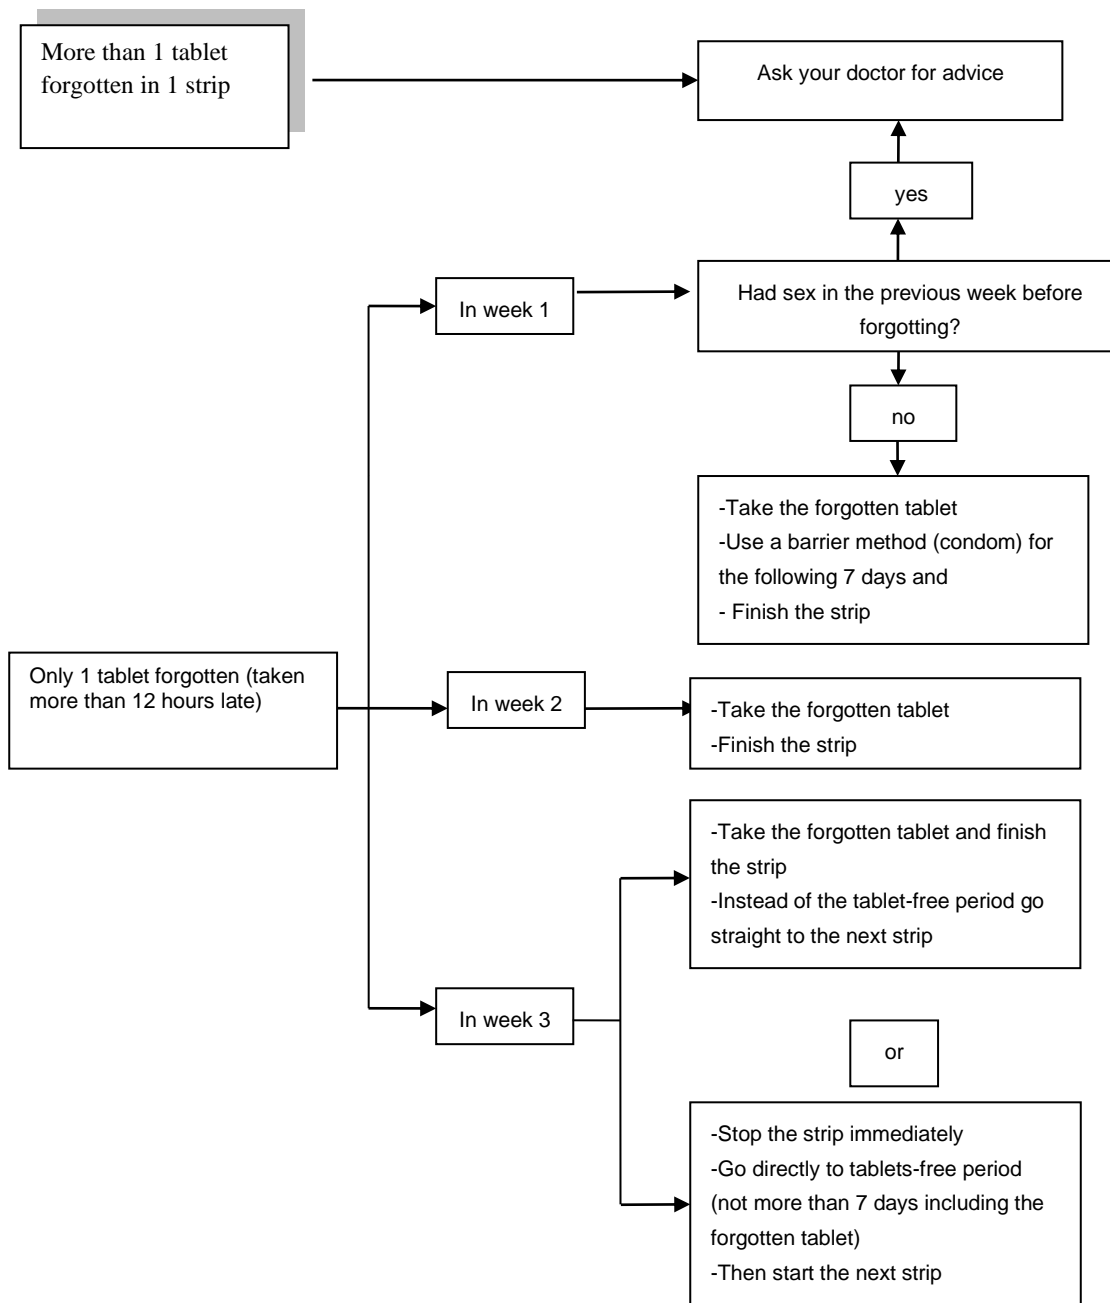 More than 1 tablet
forgotten in 1 strip
Ask your doctor for advice
yes
In week 1
Had sex in the previous week before
forgotting?
no
-Take the forgotten tablet
-Use a barrier method (condom) for
the following 7 days and
- Finish the strip
Only 1 tablet forgotten (taken
more than 12 hours late)
In week 2
-Take the forgotten tablet
-Finish the strip
-Take the forgotten tablet and finish
the strip
-Instead of the tablet-free period go
straight to the next strip
In week 3
or
-Stop the strip immediately
-Go directly to tablets-free period
(not more than 7 days including the
forgotten tablet)
-Then start the next strip